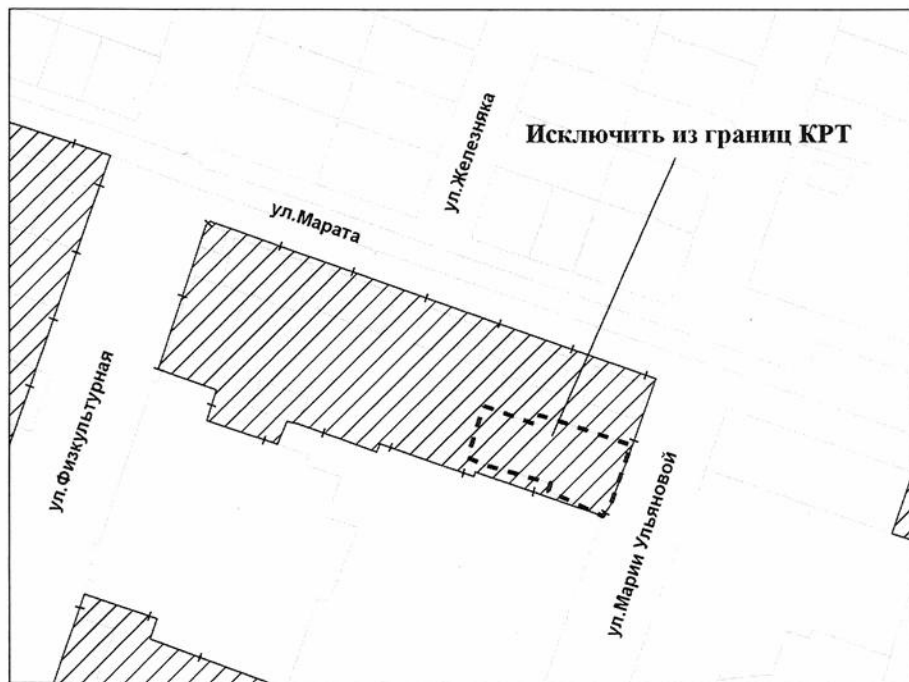 ул.Железняка
Исключить из границ КРТ
ул.Марата
ул.Физкультурная
ул.Марии Ульяновой